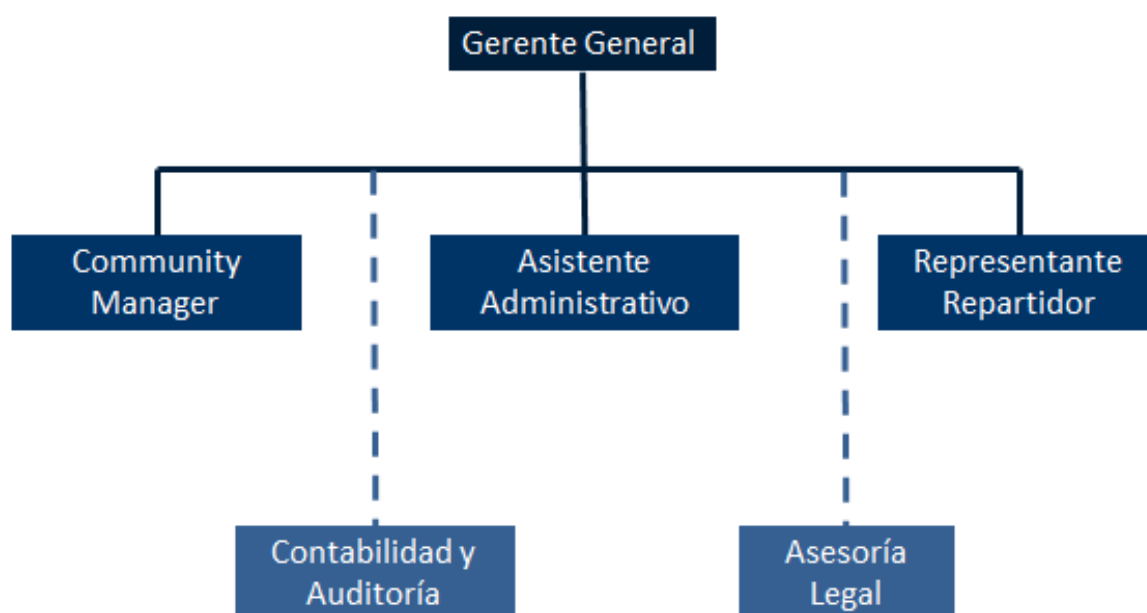 Gerente General
Community
Manager
Asistente
Administrativo
Representante
Repartidor
Contabilidad y
Auditoría
Asesoría
Legal